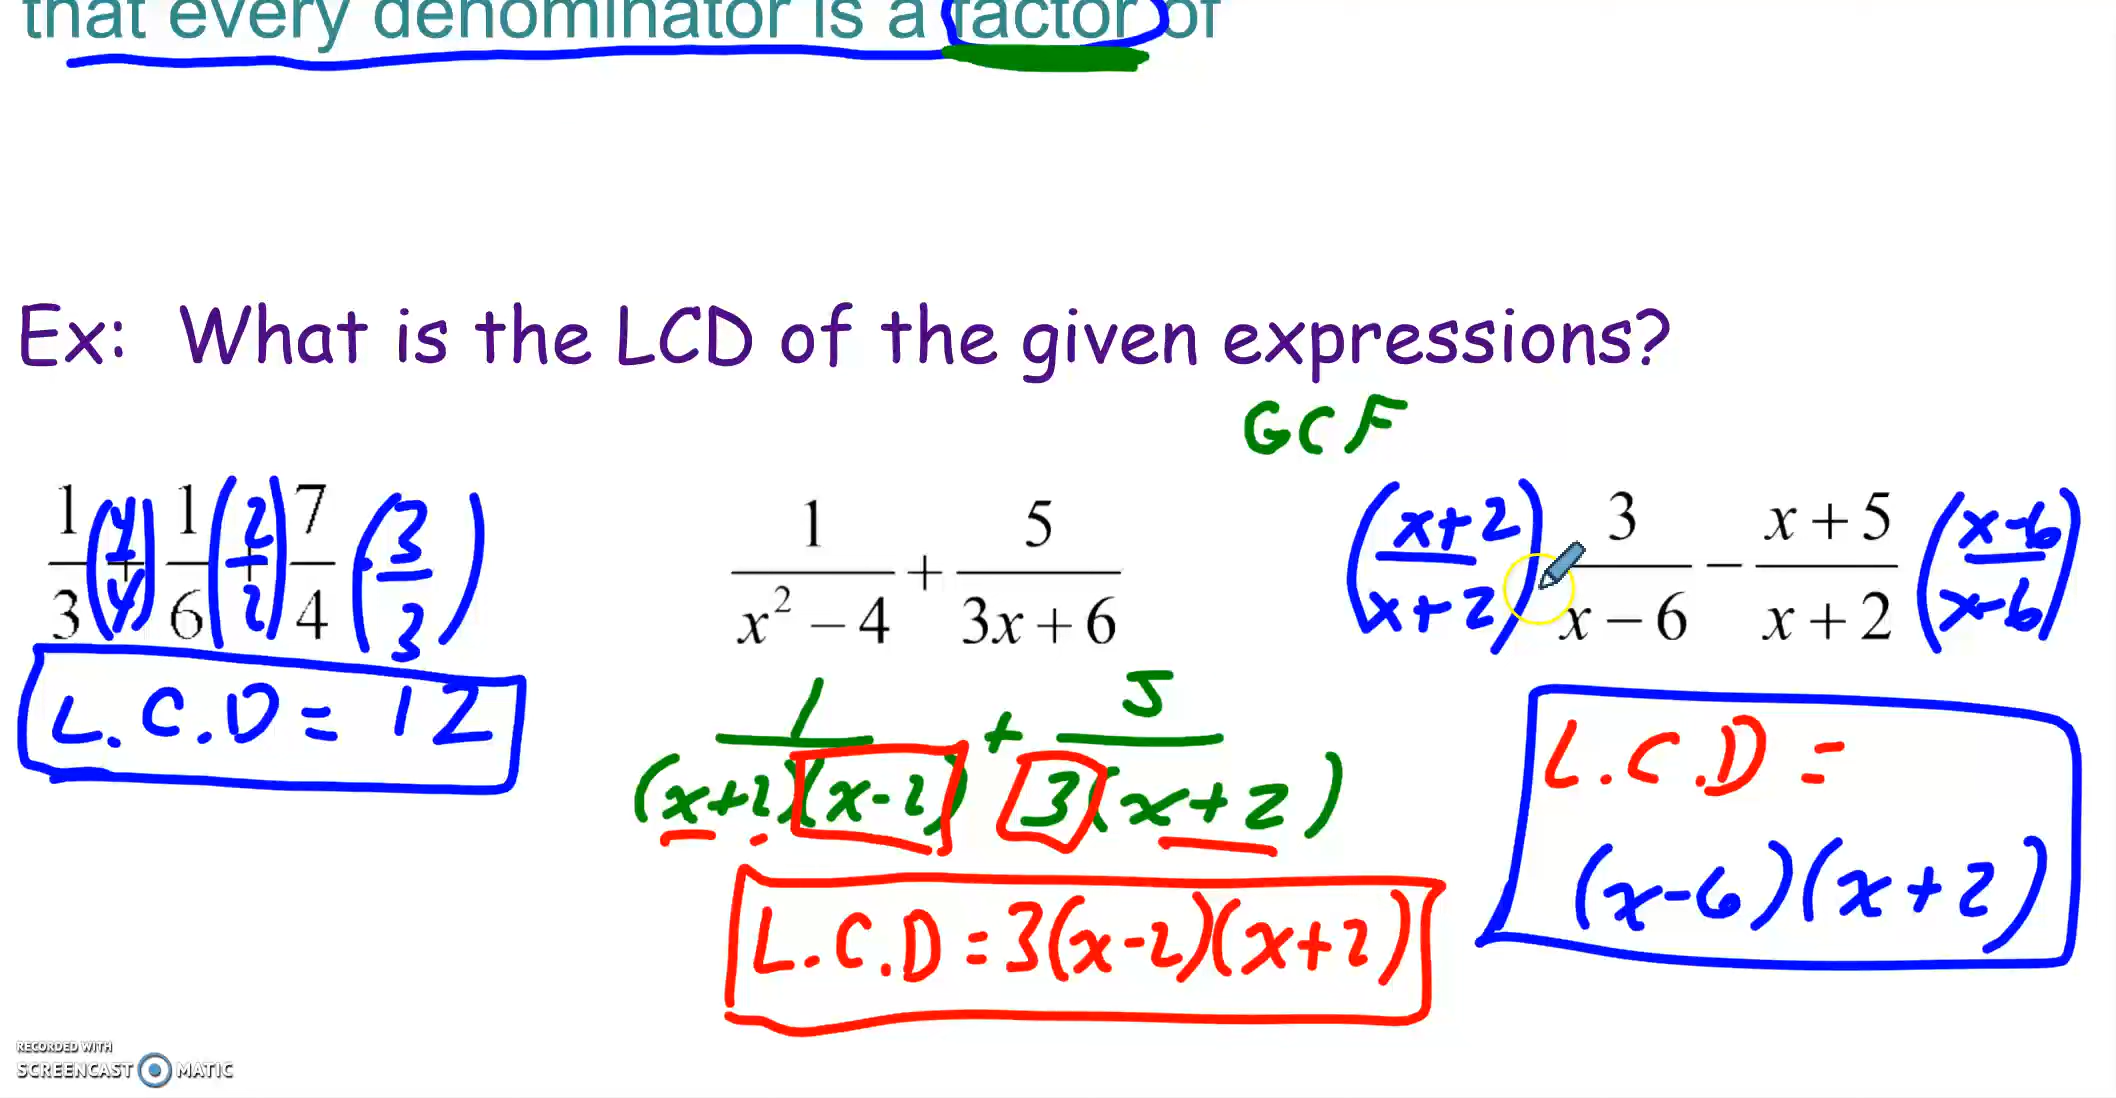 that every denominator is a factor of
Ex: What is the LCD of the given expressions?
GCF
1/3 (4/4) + 1/6 (2/2) + 7/4 (3/3)
L.C.D = 12
1/(x² − 4) + 5/(3x + 6)
1/((x+2)(x-2)) + 5/(3(x+2))
L.C.D = 3(x-2)(x+2)
((x+2)/(x+2)) 3/(x − 6) − (x + 5)/(x + 2) ((x-6)/(x-6))
L.C.D =
(x-6)(x+2)
RECORDED WITH
SCREENCAST MATIC